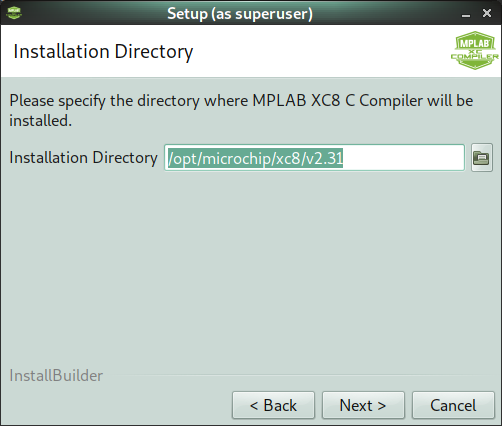 Setup (as superuser)
Installation Directory
MPLAB
XC8
COMPILER
Please specify the directory where MPLAB XC8 C Compiler will be
installed.
Installation Directory /opt/microchip/xc8/v2.31
InstallBuilder
< Back Next > Cancel